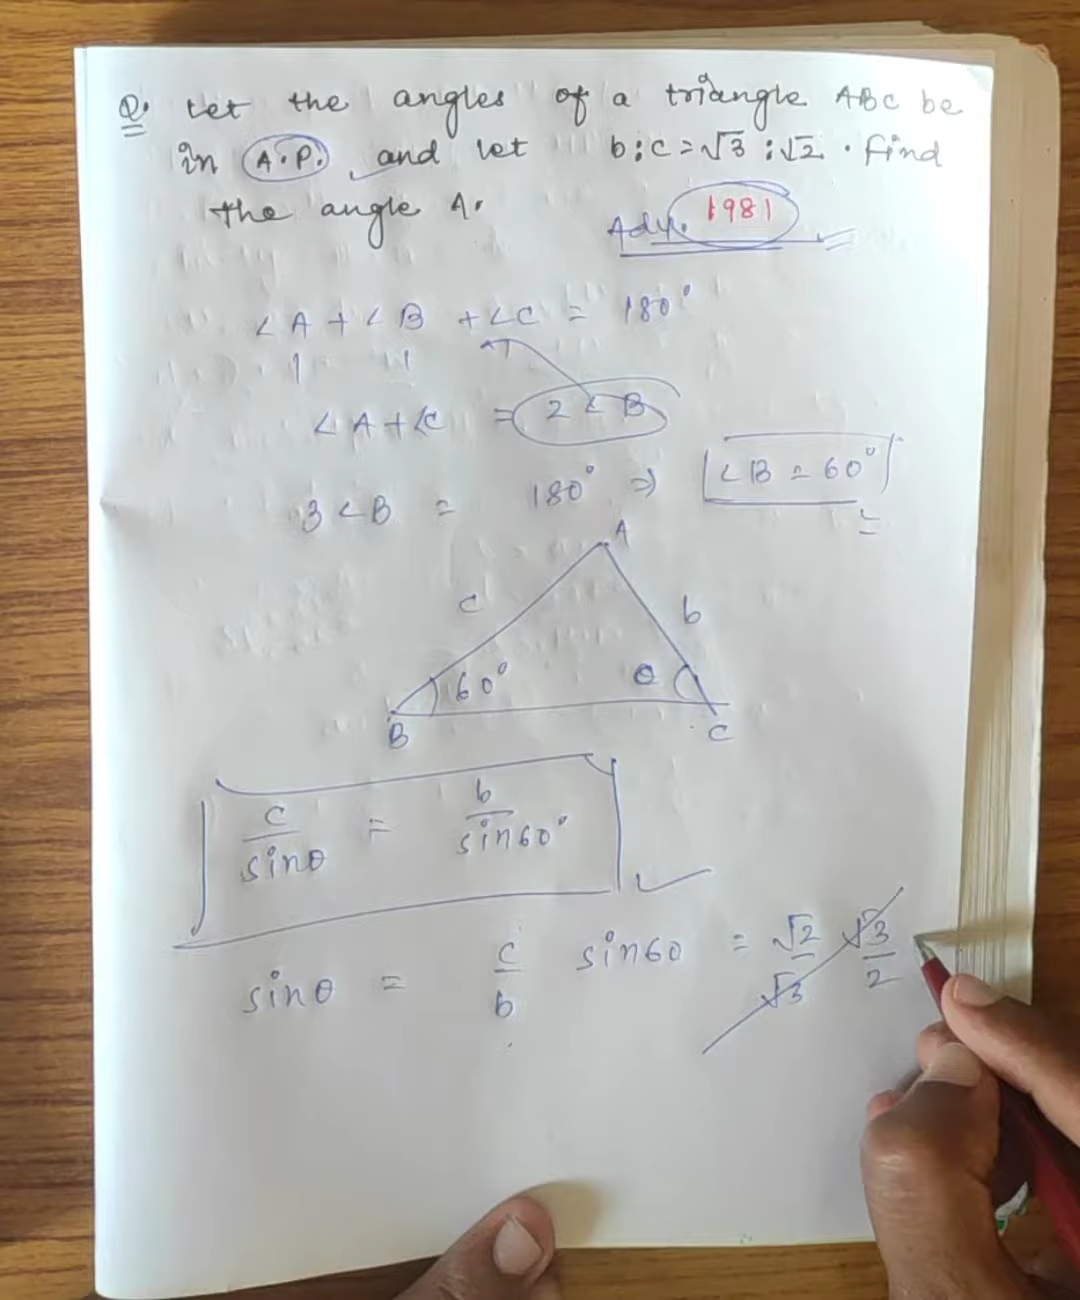 Q. Let the angles of a triangle ABC be
in A.P. and let b:c=√3:√2. Find
the angle A.
Adv. 1981
∠A + ∠B + ∠C = 180°
∠A + ∠C = 2∠B
3∠B = 180° ⇒ ∠B = 60°
A
c b
60° θ
B C
c/sinθ = b/sin60°
sinθ = c/b sin60 = √2/√3 √3/2